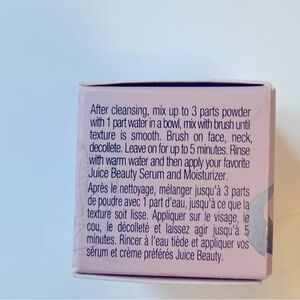 After cleansing, mix up to 3 parts powder
with 1 part water in a bowl, mix with brush until
texture is smooth. Brush on face, neck,
decollete. Leave on for up to 5 minutes. Rinse
with warm water and then apply your favorite
Juice Beauty Serum and Moisturizer.
Après le nettoyage, mélanger jusqu'à 3 parts
de poudre avec 1 part d'eau, jusqu'à ce que la
texture soit lisse. Appliquer sur le visage, le
cou, le décolleté et laissez agir jusqu'à 5
minutes. Rincer à l'eau tiède et appliquer vos
sérum et crème préférés Juice Beauty.